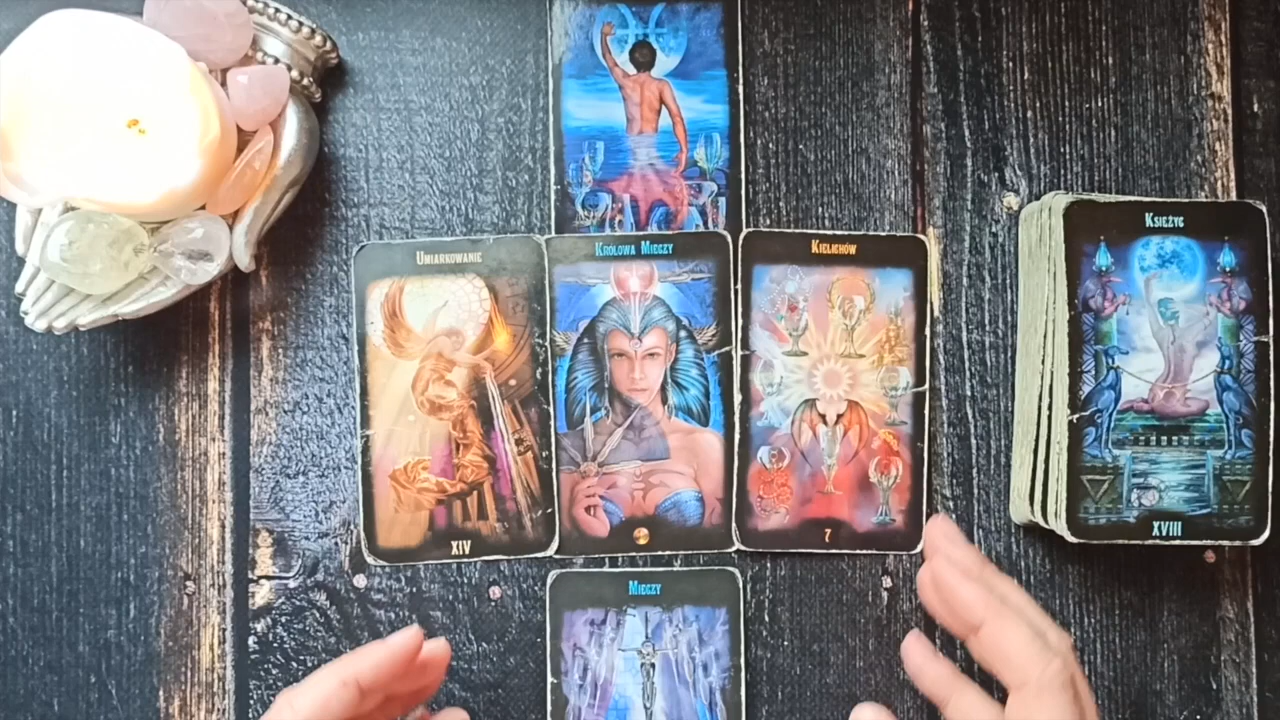 Umiarkowanie
XIV
Królowa Mieczy
Kielichów
7
Księżyc
XVIII
Mieczy